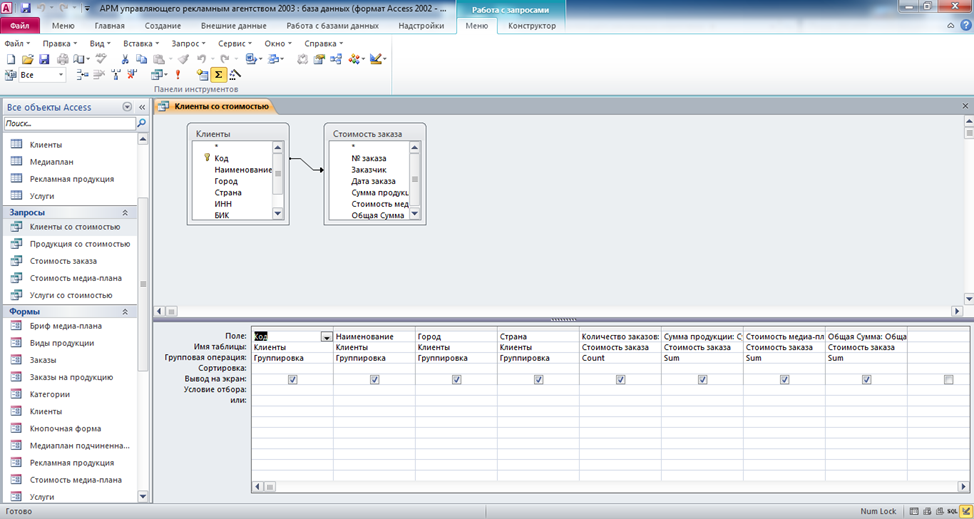 АРМ управляющего рекламным агентством 2003 : база данных (формат Access 2002 - ...
Работа с запросами
Файл Меню Главная Создание Внешние данные Работа с базами данных Надстройки Меню Конструктор
Файл Правка Вид Вставка Запрос Сервис Окно Справка
Все
Панели инструментов
Все объекты Access
Поиск...
Клиенты
Медиаплан
Рекламная продукция
Услуги
Запросы
Клиенты со стоимостью
Продукция со стоимостью
Стоимость заказа
Стоимость медиа-плана
Услуги со стоимостью
Формы
Бриф медиа-плана
Виды продукции
Заказы
Заказы на продукцию
Категории
Клиенты
Кнопочная форма
Медиаплан подчиненна...
Рекламная продукция
Стоимость медиа-плана
Услуги
Клиенты со стоимостью
Клиенты
*
Код
Наименование
Город
Страна
ИНН
БИК
Стоимость заказа
*
№ заказа
Заказчик
Дата заказа
Сумма продукц
Стоимость мед
Общая Сумма
Поле: Код Наименование Город Страна Количество заказов: Сумма продукции: С Стоимость медиа-пл Общая Сумма: Обща
Имя таблицы: Клиенты Клиенты Клиенты Клиенты Стоимость заказа Стоимость заказа Стоимость заказа Стоимость заказа
Групповая операция: Группировка Группировка Группировка Группировка Count Sum Sum Sum
Сортировка:
Вывод на экран:
Условие отбора:
или:
Готово
Num Lock
SQL